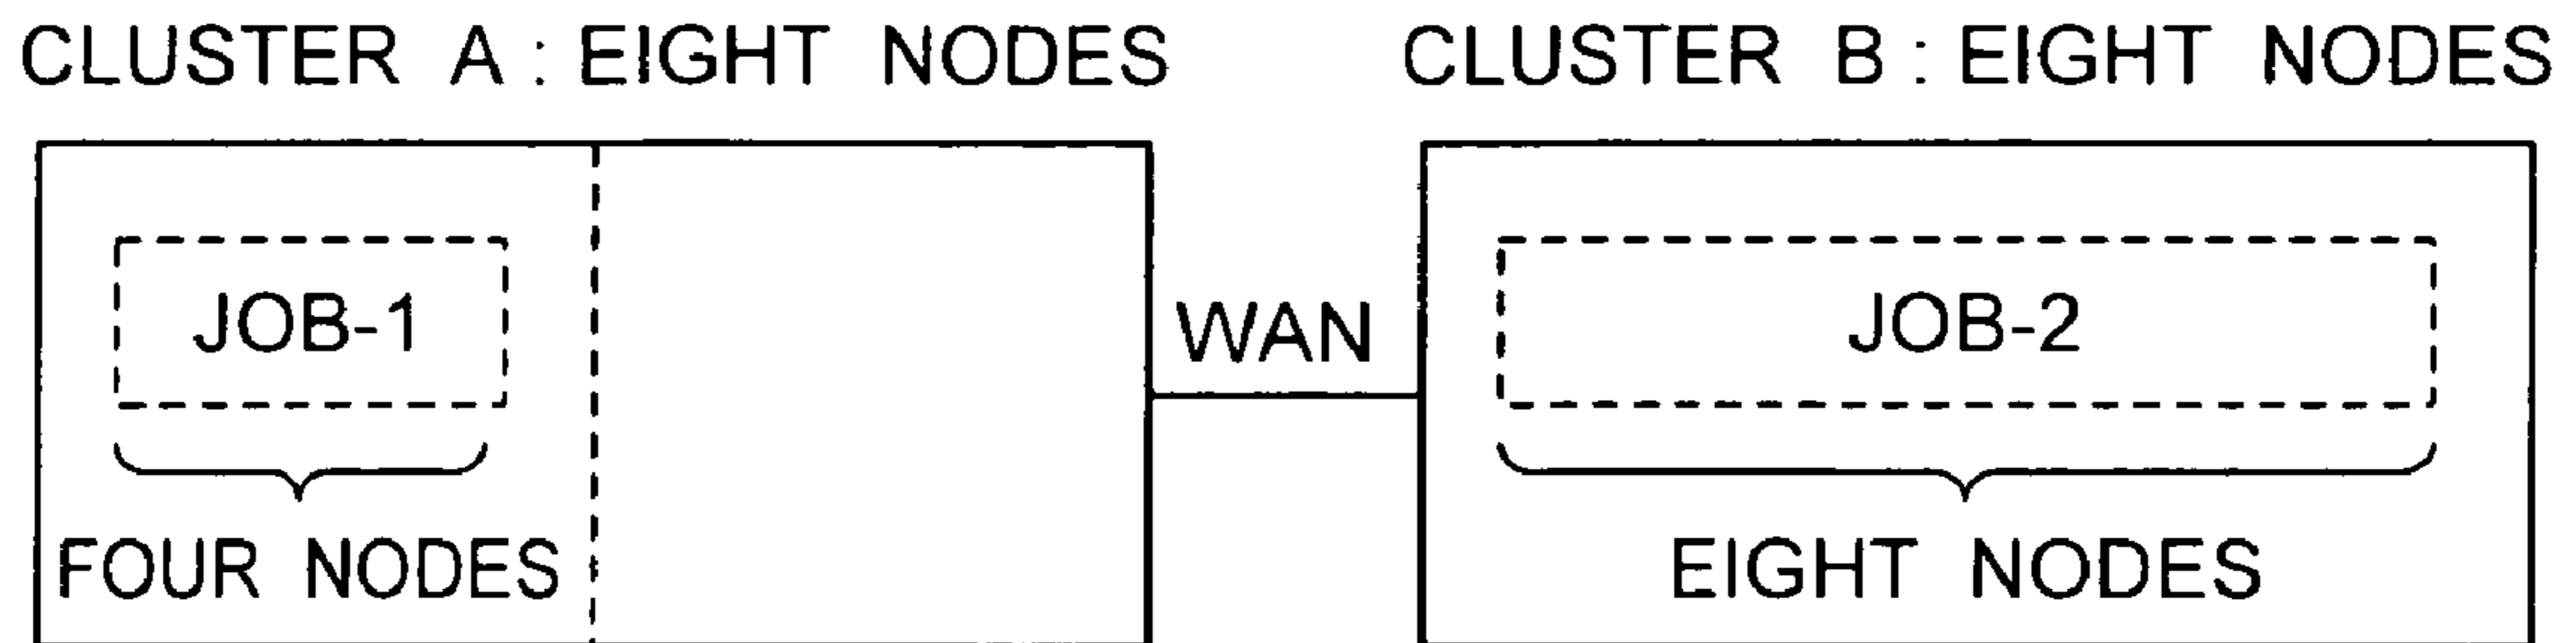 CLUSTER A : EIGHT NODES
CLUSTER B : EIGHT NODES
JOB-1
WAN
JOB-2
FOUR NODES
EIGHT NODES